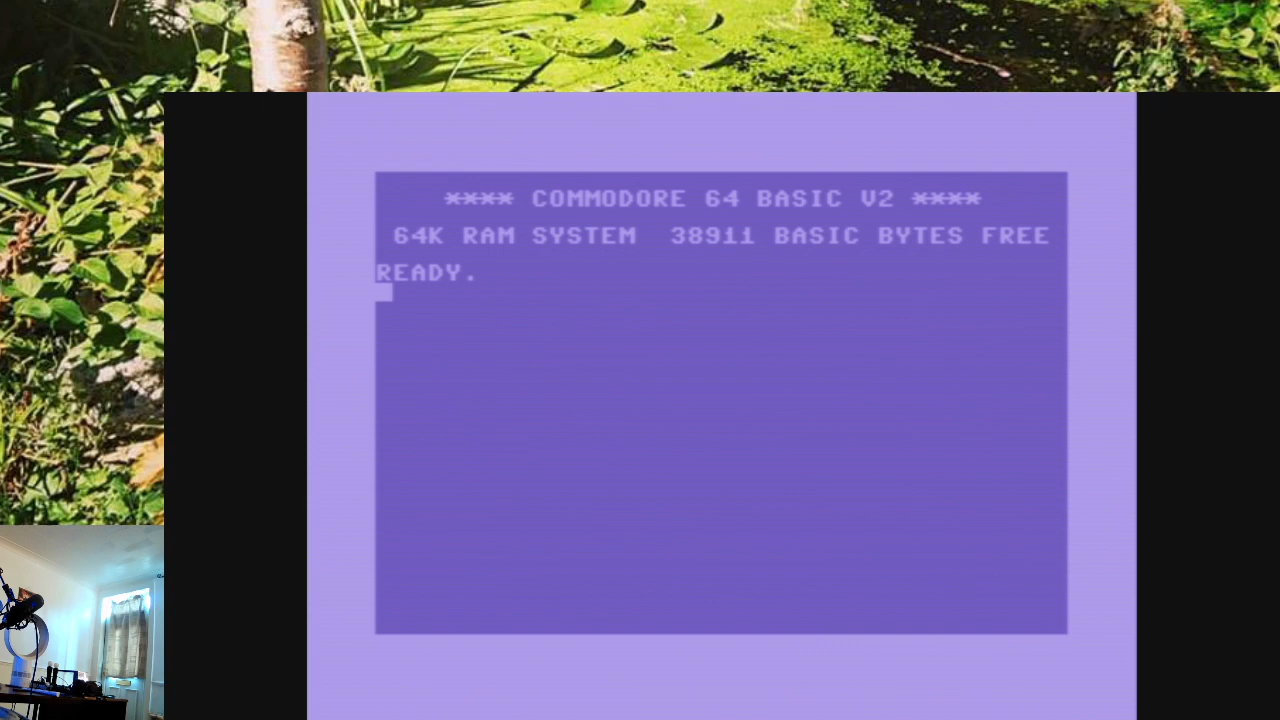 **** COMMODORE 64 BASIC V2 ****
64K RAM SYSTEM  38911 BASIC BYTES FREE
READY.